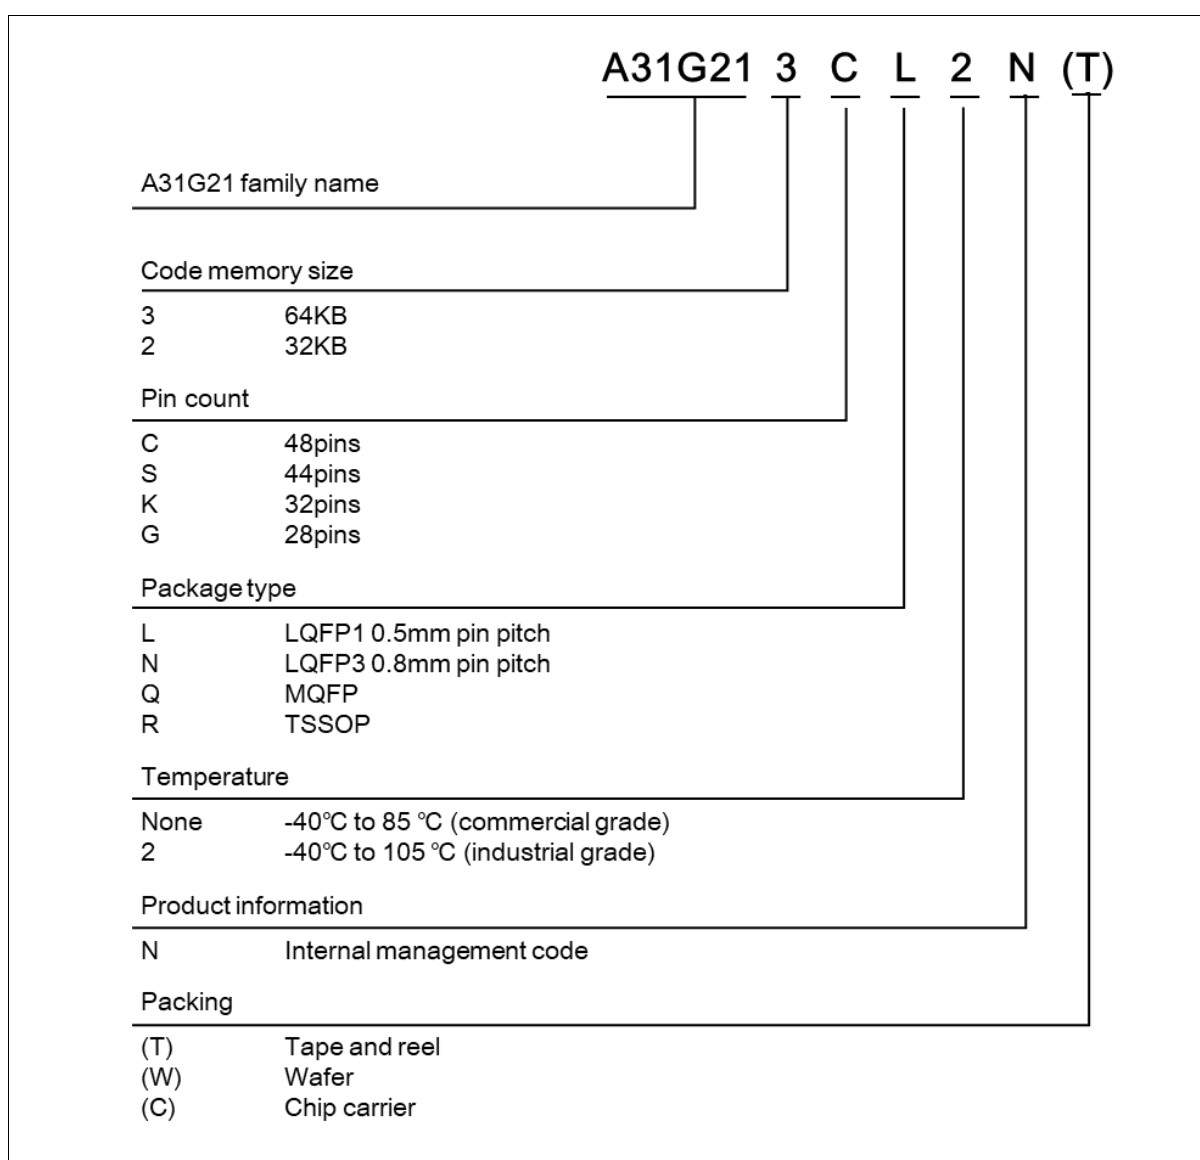 A31G21 3 C L 2 N (T)
A31G21 family name
Code memory size
3 64KB
2 32KB
Pin count
C 48pins
S 44pins
K 32pins
G 28pins
Package type
L LQFP1 0.5mm pin pitch
N LQFP3 0.8mm pin pitch
Q MQFP
R TSSOP
Temperature
None -40℃ to 85 ℃ (commercial grade)
2 -40℃ to 105 ℃ (industrial grade)
Product information
N Internal management code
Packing
(T) Tape and reel
(W) Wafer
(C) Chip carrier